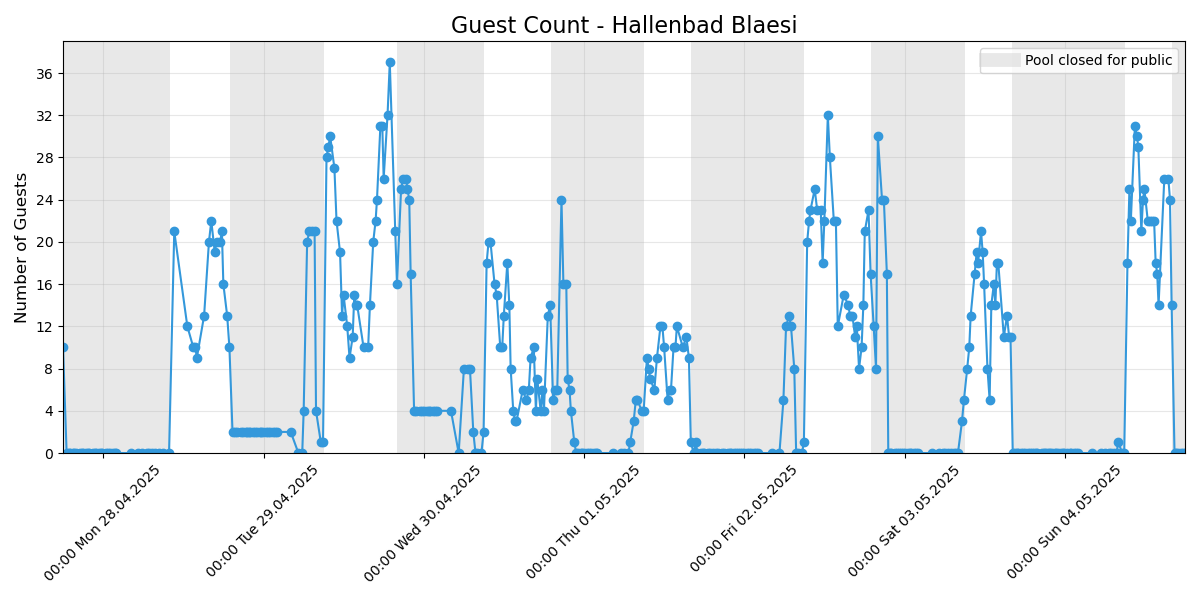 Guest Count - Hallenbad Blaesi
Pool closed for public
Number of Guests
36
32
28
24
20
16
12
8
4
0
00:00 Mon 28.04.2025
00:00 Tue 29.04.2025
00:00 Wed 30.04.2025
00:00 Thu 01.05.2025
00:00 Fri 02.05.2025
00:00 Sat 03.05.2025
00:00 Sun 04.05.2025